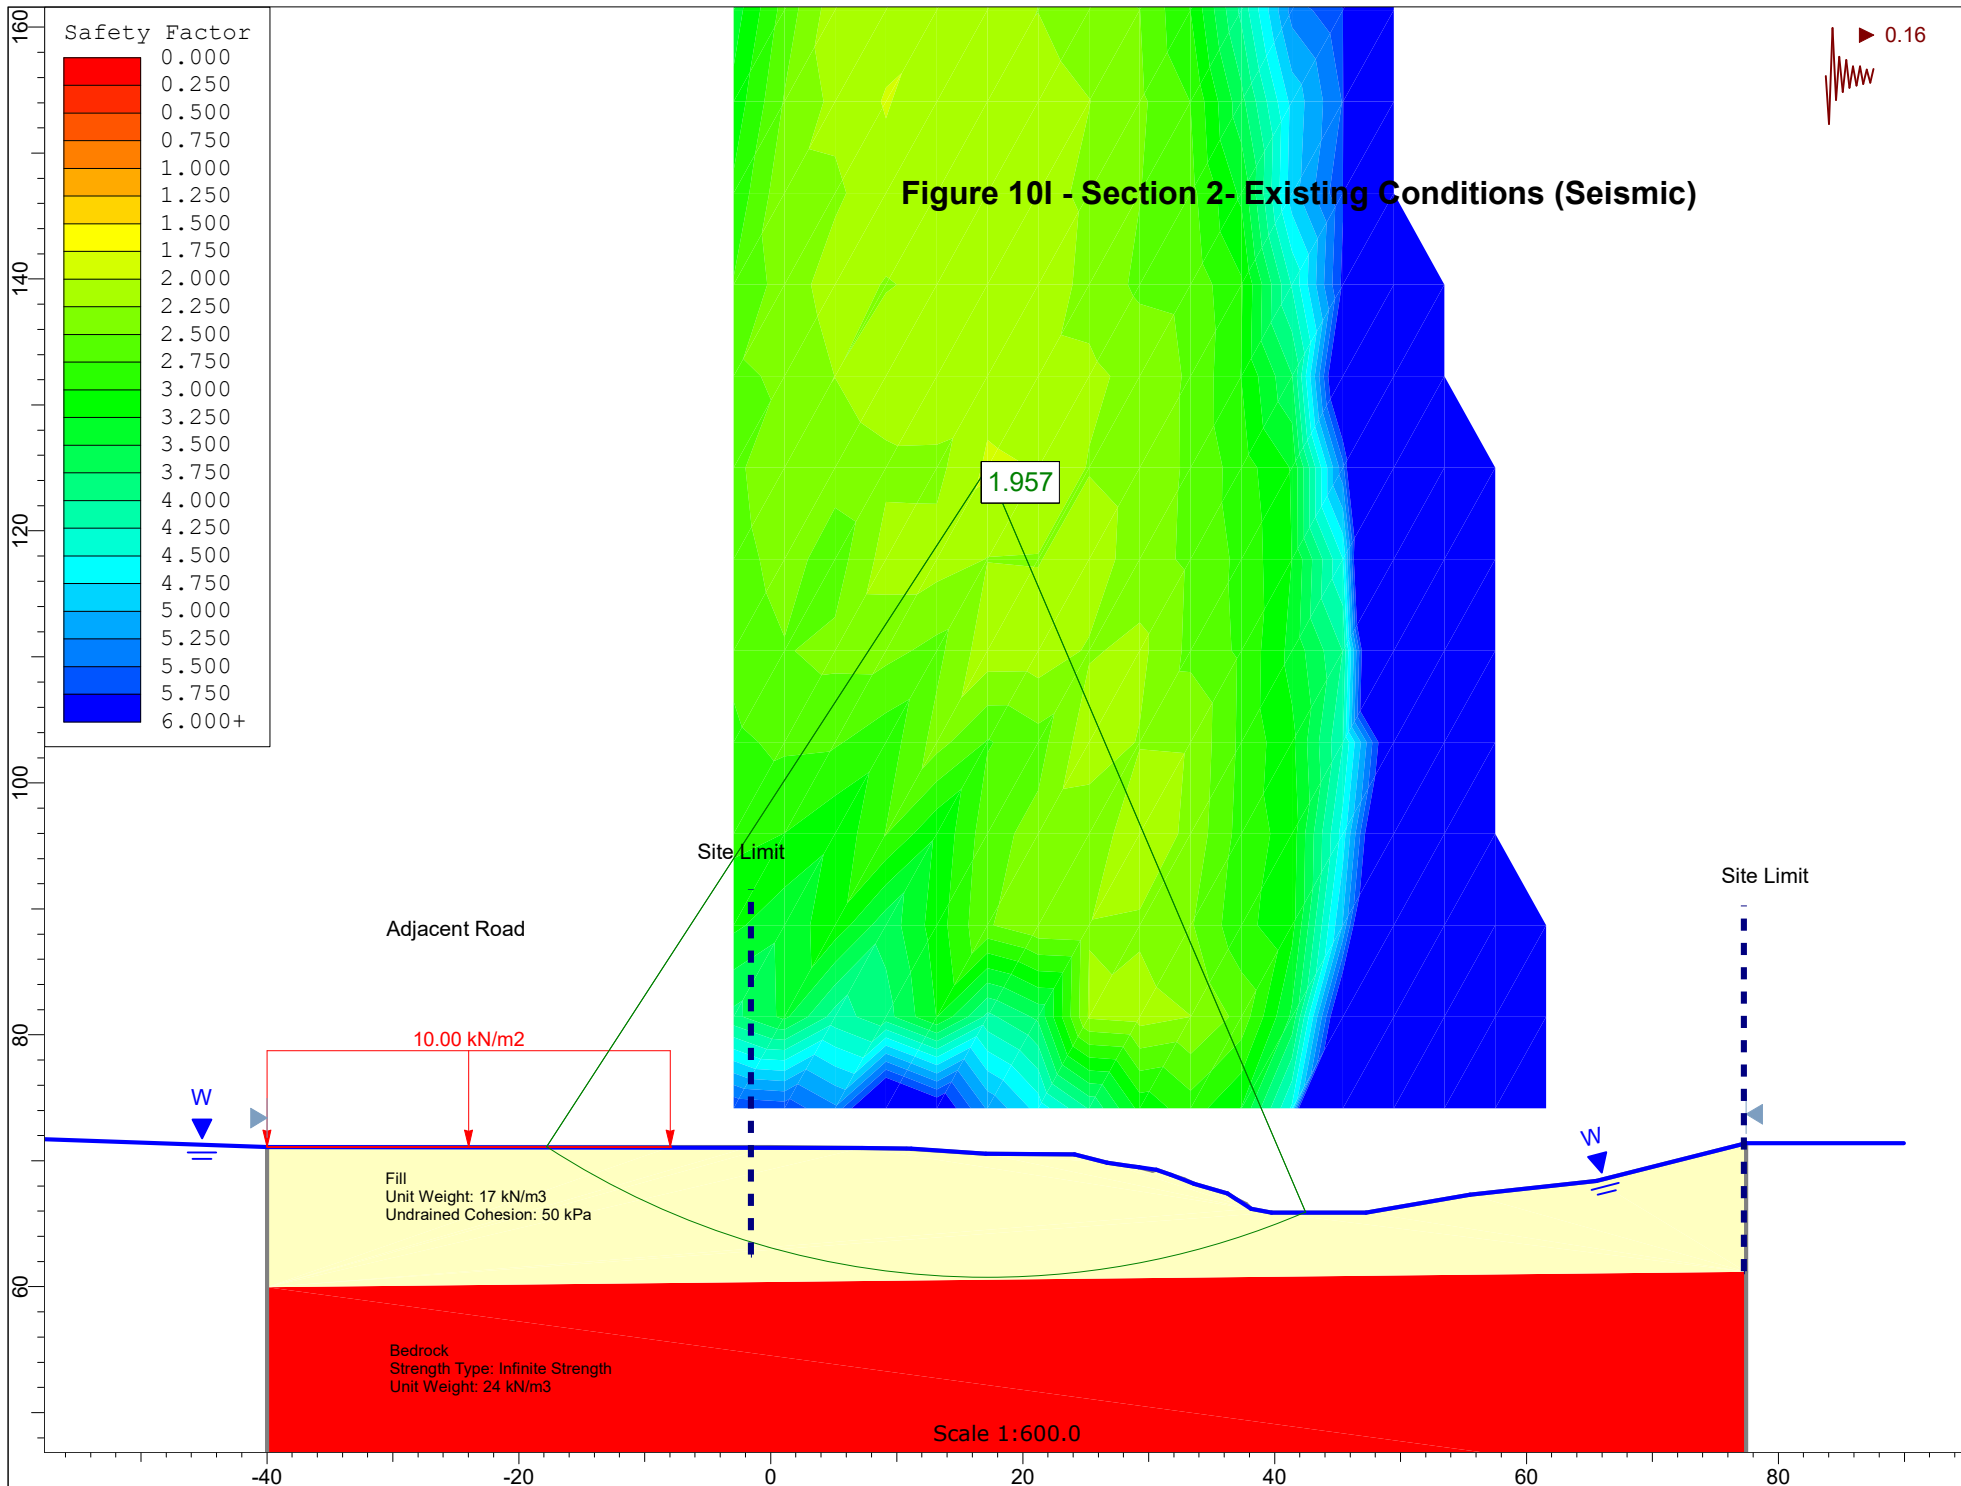 Safety Factor
0.000
0.250
0.500
0.750
1.000
1.250
1.500
1.750
2.000
2.250
2.500
2.750
3.000
3.250
3.500
3.750
4.000
4.250
4.500
4.750
5.000
5.250
5.500
5.750
6.000+
0.16
Figure 10I - Section 2- Existing Conditions (Seismic)
1.957
Site Limit
Site Limit
Adjacent Road
10.00 kN/m2
W
W
Fill
Unit Weight: 17 kN/m3
Undrained Cohesion: 50 kPa
Bedrock
Strength Type: Infinite Strength
Unit Weight: 24 kN/m3
Scale 1:600.0
160
140
120
100
80
60
-40
-20
0
20
40
60
80